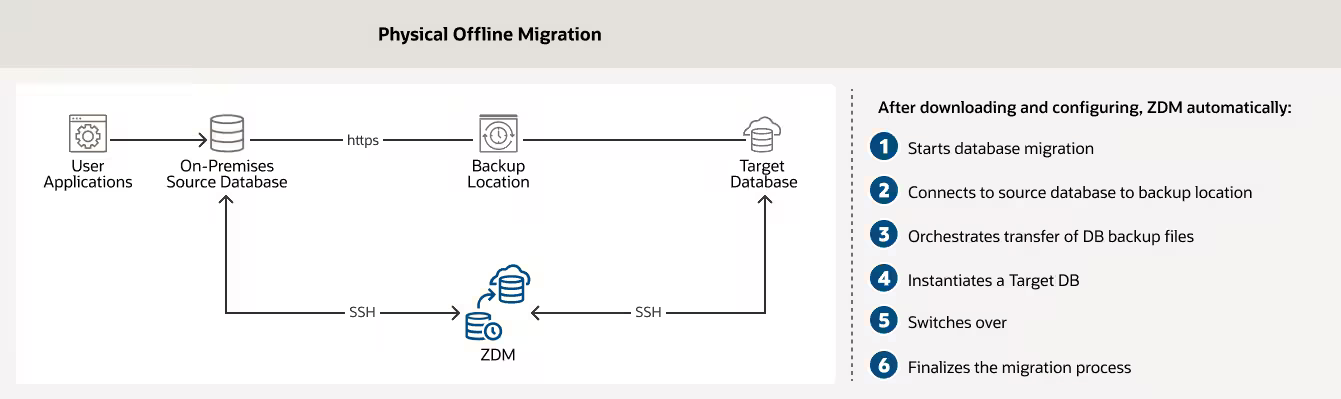 Physical Offline Migration
https
User
Applications
On-Premises
Source Database
Backup
Location
Target
Database
SSH
SSH
ZDM
After downloading and configuring, ZDM automatically:
1 Starts database migration
2 Connects to source database to backup location
3 Orchestrates transfer of DB backup files
4 Instantiates a Target DB
5 Switches over
6 Finalizes the migration process